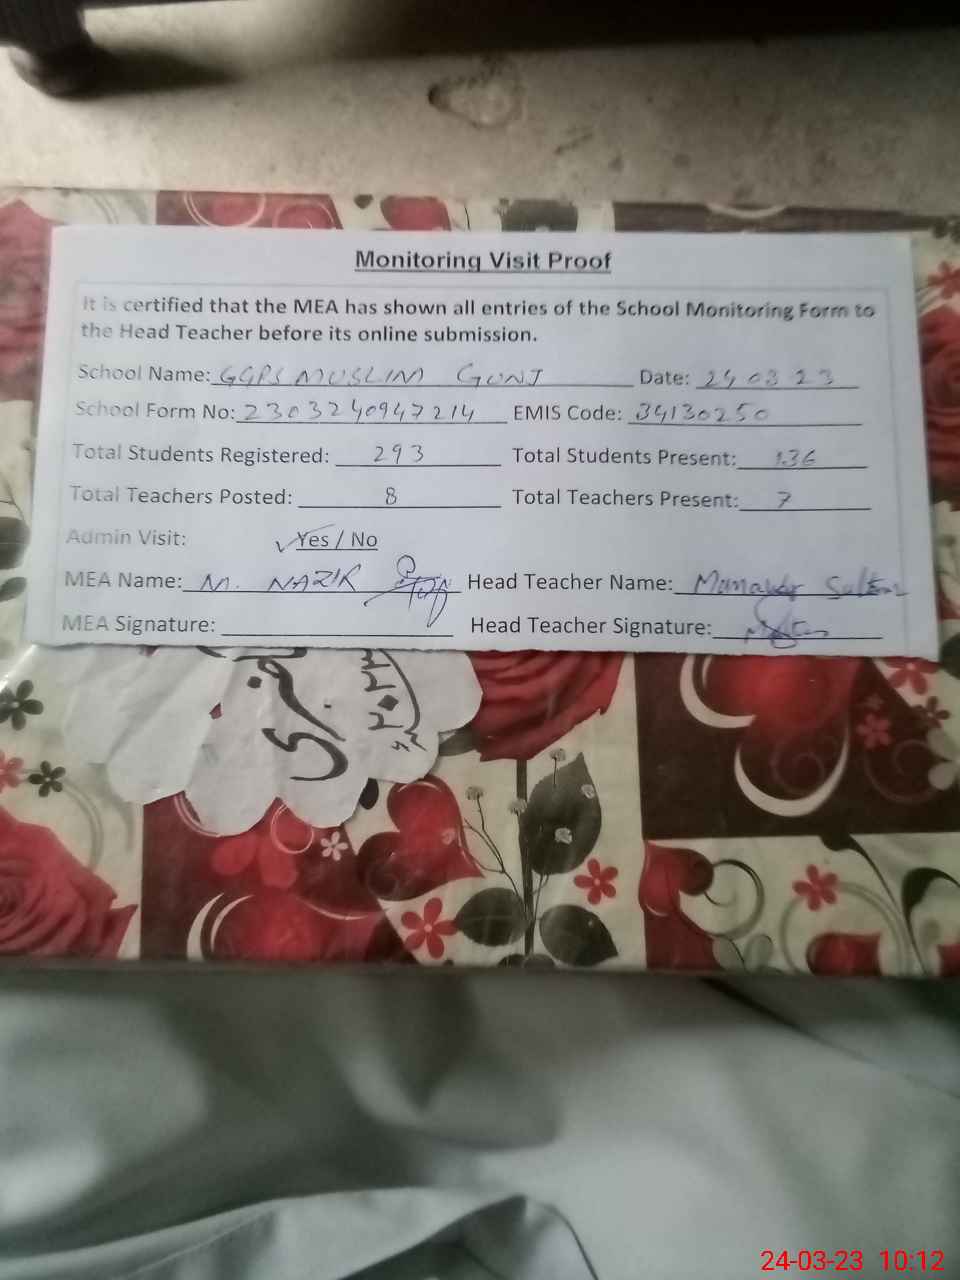 Monitoring Visit Proof
It is certified that the MEA has shown all entries of the School Monitoring Form to
the Head Teacher before its online submission.
School Name: GGPS MUSLIM GUNJ Date: 24 03 23
School Form No: 2303240947214 EMIS Code: 34130250
Total Students Registered: 293 Total Students Present: 136
Total Teachers Posted: 8 Total Teachers Present: 7
Admin Visit: ✓Yes / No
MEA Name: M. NAZIR Head Teacher Name: Munawar Sultana
MEA Signature: Head Teacher Signature:
24-03-23 10:12